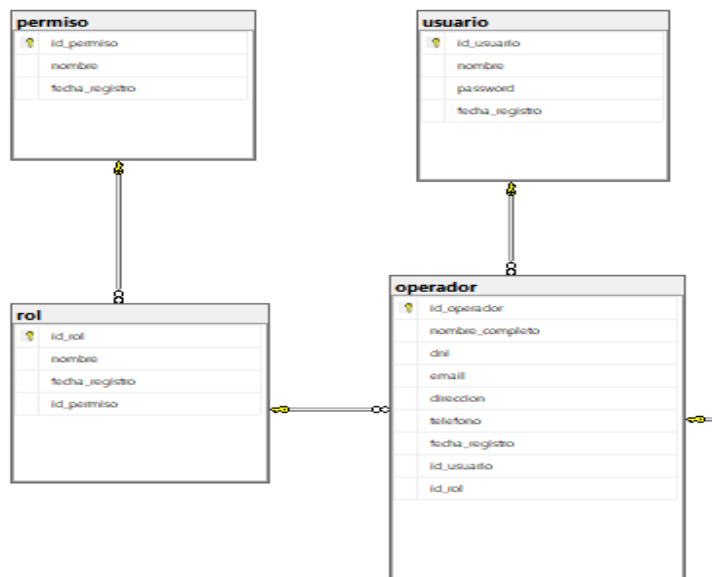 permiso
id_permiso
nombre
fecha_registro
usuario
id_usuario
nombre
password
fecha_registro
rol
id_rol
nombre
fecha_registro
id_permiso
operador
id_operador
nombre_completo
dni
email
direccion
telefono
fecha_registro
id_usuario
id_rol